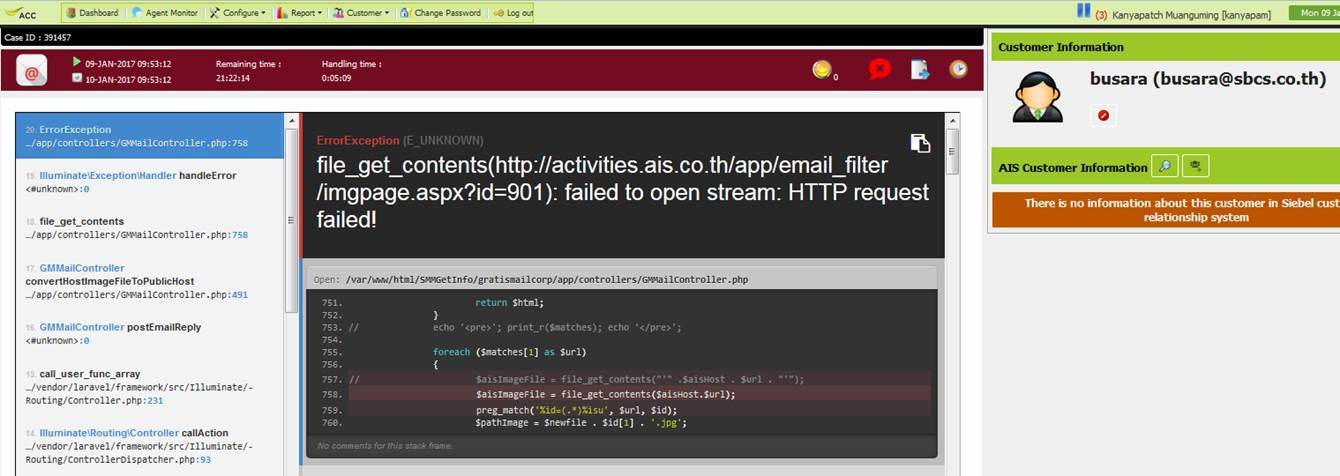 ACC
Dashboard Agent Monitor Configure Report Customer Change Password Log out
(3) Kanyapatch Muanguming [kanyapam] Mon 09 Ja
Case ID : 391457
09-JAN-2017 09:53:12
10-JAN-2017 09:53:12
Remaining time :
21:22:14
Handling time :
0:05:09
0
Customer Information
busara (busara@sbcs.co.th)
AIS Customer Information
There is no information about this customer in Siebel cust
relationship system
20. ErrorException
…/app/controllers/GMMailController.php:758
19. Illuminate\Exception\Handler handleError
<#unknown>:0
18. file_get_contents
…/app/controllers/GMMailController.php:758
17. GMMailController
convertHostImageFileToPublicHost
…/app/controllers/GMMailController.php:491
16. GMMailController postEmailReply
<#unknown>:0
15. call_user_func_array
…/vendor/laravel/framework/src/Illuminate/-
Routing/Controller.php:231
14. Illuminate\Routing\Controller callAction
…/vendor/laravel/framework/src/Illuminate/-
Routing/ControllerDispatcher.php:93
ErrorException (E_UNKNOWN)
file_get_contents(http://activities.ais.co.th/app/email_filter
/imgpage.aspx?id=901): failed to open stream: HTTP request
failed!
Open: /var/www/html/SMMGetInfo/gratismailcorp/app/controllers/GMMailController.php
751. return $html;
752. }
753. // echo '<pre>'; print_r($matches); echo '</pre>';
754.
755. foreach ($matches[1] as $url)
756. {
757. // $aisImageFile = file_get_contents("'" .$aisHost . $url . "'");
758. $aisImageFile = file_get_contents($aisHost.$url);
759. preg_match('%id=(.*)%isu', $url, $id);
760. $pathImage = $newfile . $id[1] . '.jpg';
No comments for this stack frame.